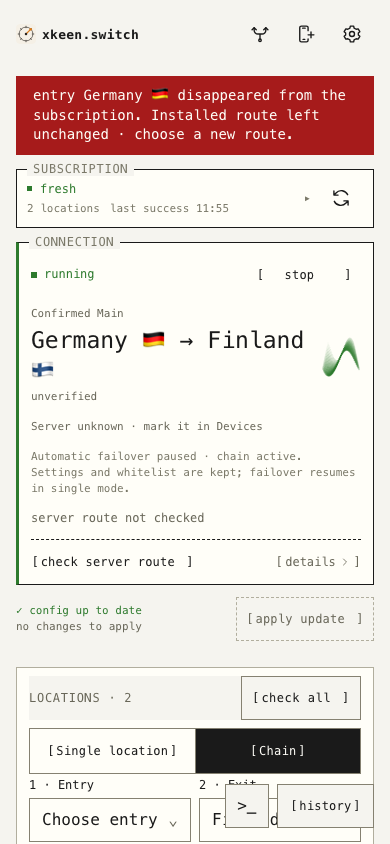 xkeen.switch
entry Germany 🇩🇪 disappeared from the
subscription. Installed route left
unchanged · choose a new route.
SUBSCRIPTION
fresh
2 locations last success 11:55
CONNECTION
running
[ stop ]
Confirmed Main
Germany 🇩🇪 → Finland
🇫🇮
unverified
Server unknown · mark it in Devices
Automatic failover paused · chain active.
Settings and whitelist are kept; failover resumes
in single mode.
server route not checked
[check server route ]
[details > ]
✓ config up to date
no changes to apply
[apply update ]
LOCATIONS · 2
[check all ]
[Single location]
[Chain]
1 · Entry
2 · Exit
Choose entry
>_
[history]